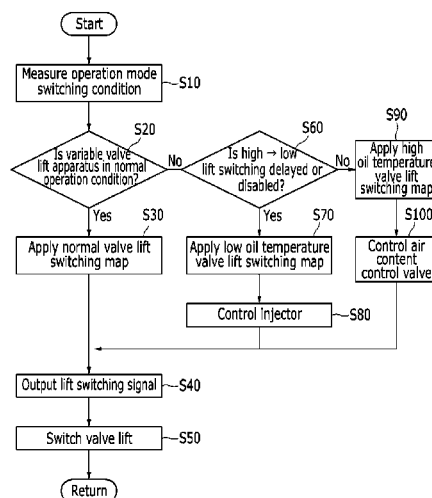 Start
Measure operation mode
switching condition
S10
S20
Is variable valve
lift apparatus in normal
operation condition?
No
Yes
S60
Is high → low
lift switching delayed or
disabled?
No
Yes
S90
Apply high
oil temperature
valve lift
switching map
S30
Apply normal valve lift
switching map
S70
Apply low oil temperature
valve lift switching map
S100
Control air
content
control valve
Control injector
S80
Output lift switching signal
S40
Switch valve lift
S50
Return